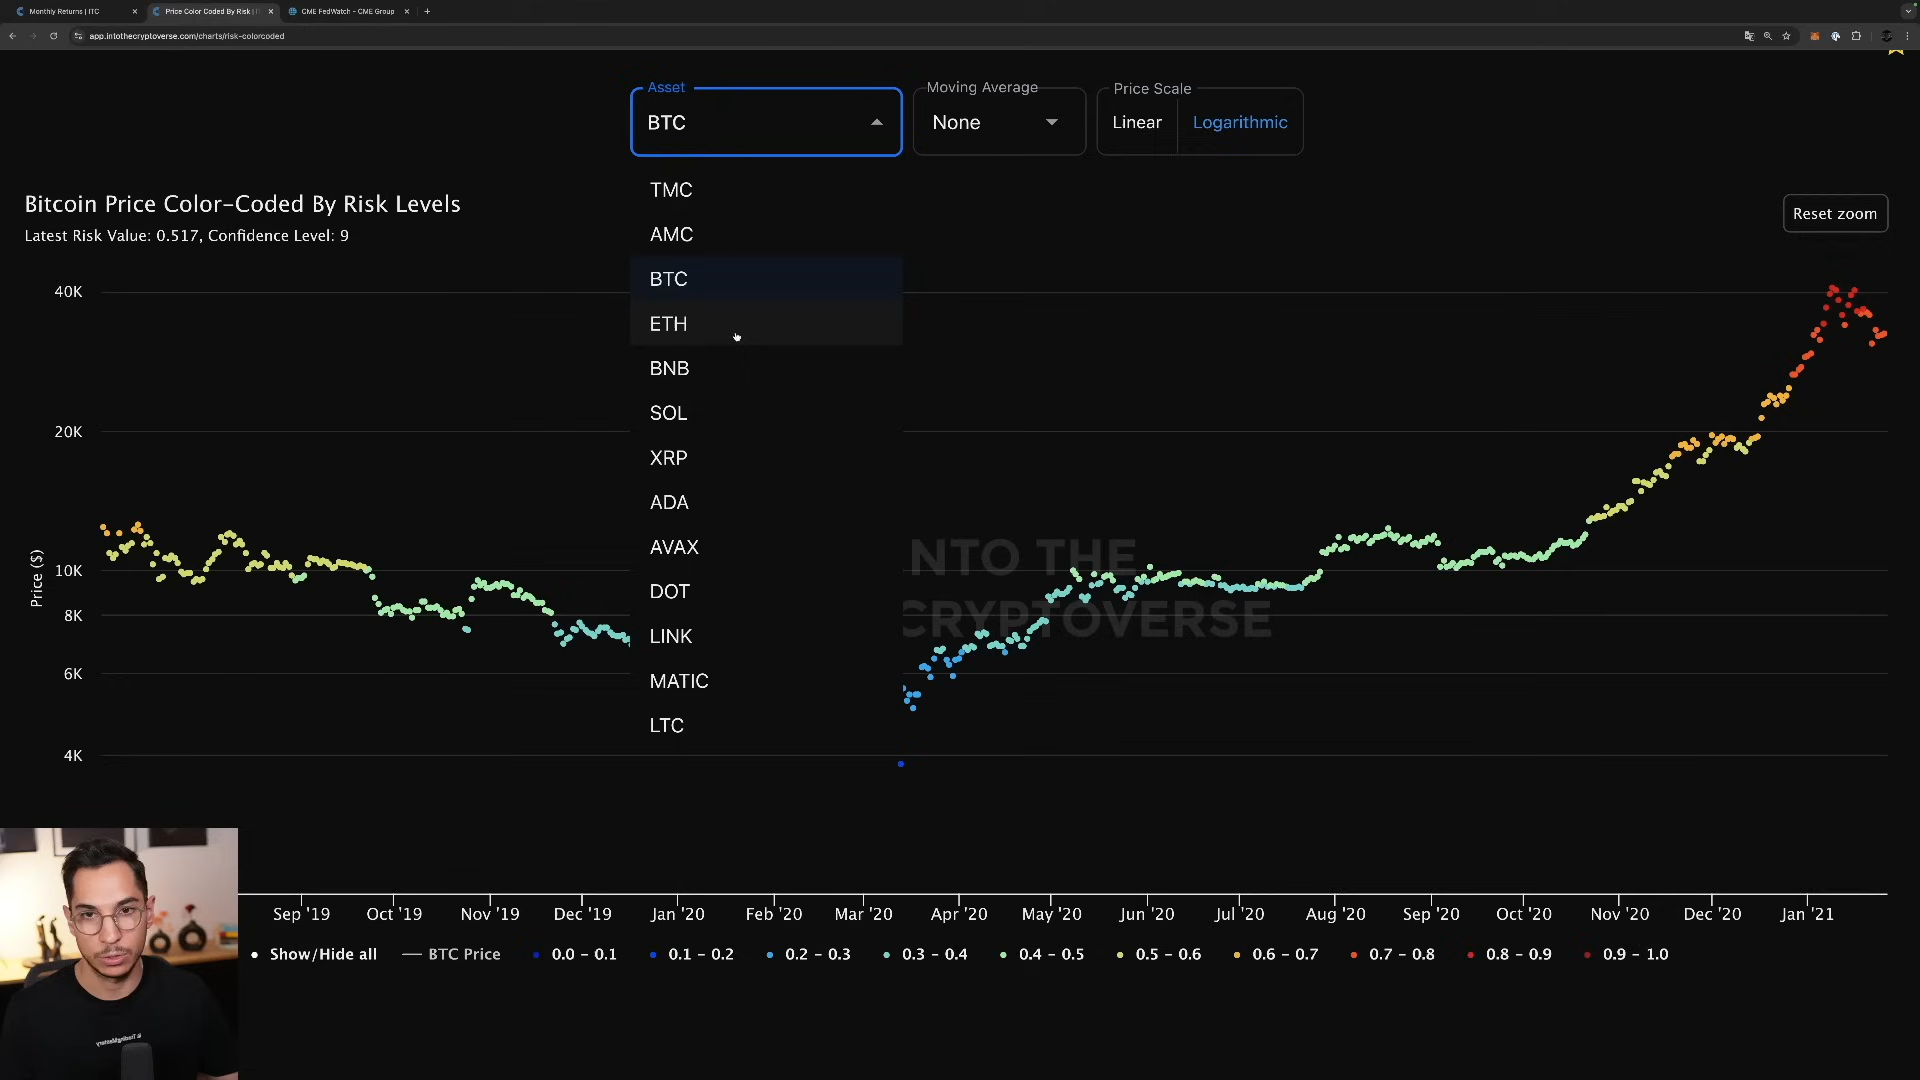 Monthly Returns | ITC
Price Color Coded By Risk | IT
CME FedWatch - CME Group
app.intothecryptoverse.com/charts/risk-colorcoded
Asset
BTC
Moving Average
None
Price Scale
Linear
Logarithmic
TMC
AMC
BTC
ETH
BNB
SOL
XRP
ADA
AVAX
DOT
LINK
MATIC
LTC
Bitcoin Price Color-Coded By Risk Levels
Latest Risk Value: 0.517, Confidence Level: 9
Reset zoom
Price ($)
40K
20K
10K
8K
6K
4K
NTO THE
CRYPTOVERSE
Sep '19
Oct '19
Nov '19
Dec '19
Jan '20
Feb '20
Mar '20
Apr '20
May '20
Jun '20
Jul '20
Aug '20
Sep '20
Oct '20
Nov '20
Dec '20
Jan '21
Show/Hide all
BTC Price
0.0 - 0.1
0.1 - 0.2
0.2 - 0.3
0.3 - 0.4
0.4 - 0.5
0.5 - 0.6
0.6 - 0.7
0.7 - 0.8
0.8 - 0.9
0.9 - 1.0